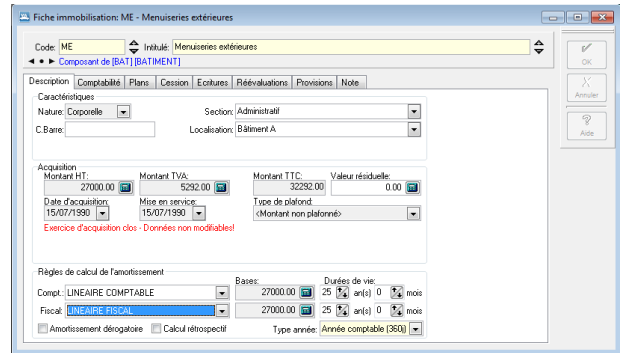 Fiche immobilisation: ME - Menuiseries extérieures
Code: ME Intitulé: Menuiseries extérieures
Composant de [BAT] [BATIMENT]
OK
Annuler
Aide
Description Comptabilité Plans Cession Ecritures Réévaluations Provisions Note
Caractéristiques
Nature: Corporelle Section: Administratif
C.Barre: Localisation: Bâtiment A
Acquisition
Montant HT: Montant TVA: Montant TTC: Valeur résiduelle:
27000.00 5292.00 32292.00 0.00
Date d'acquisition: Mise en service: Type de plafond:
15/07/1990 15/07/1990 <Montant non plafonné>
Exercice d'acquisition clos - Données non modifiables!
Règles de calcul de l'amortissement
Bases: Durées de vie:
Compt.: LINEAIRE COMPTABLE 27000.00 25 an(s) 0 mois
Fiscal: LINEAIRE FISCAL 27000.00 25 an(s) 0 mois
Amortissement dérogatoire Calcul rétrospectif Type année: Année comptable (360j)